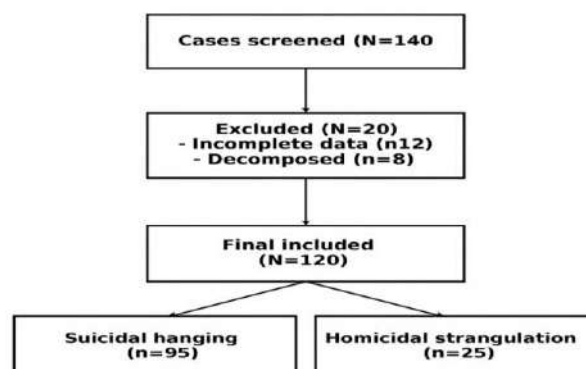 Cases screened (N=140
Excluded (N=20)
- Incomplete data (n12)
- Decomposed (n=8)
Final included
(N=120)
Suicidal hanging
(n=95)
Homicidal strangulation
(n=25)